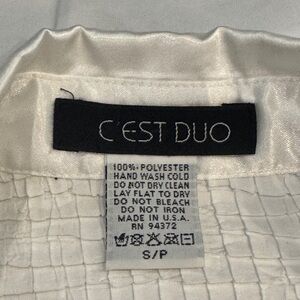 C EST DUO
100% POLYESTER
HAND WASH COLD
DO NOT DRY CLEAN
LAY FLAT TO DRY
DO NOT BLEACH
DO NOT IRON
MADE IN U.S.A.
RN 94372
S/P